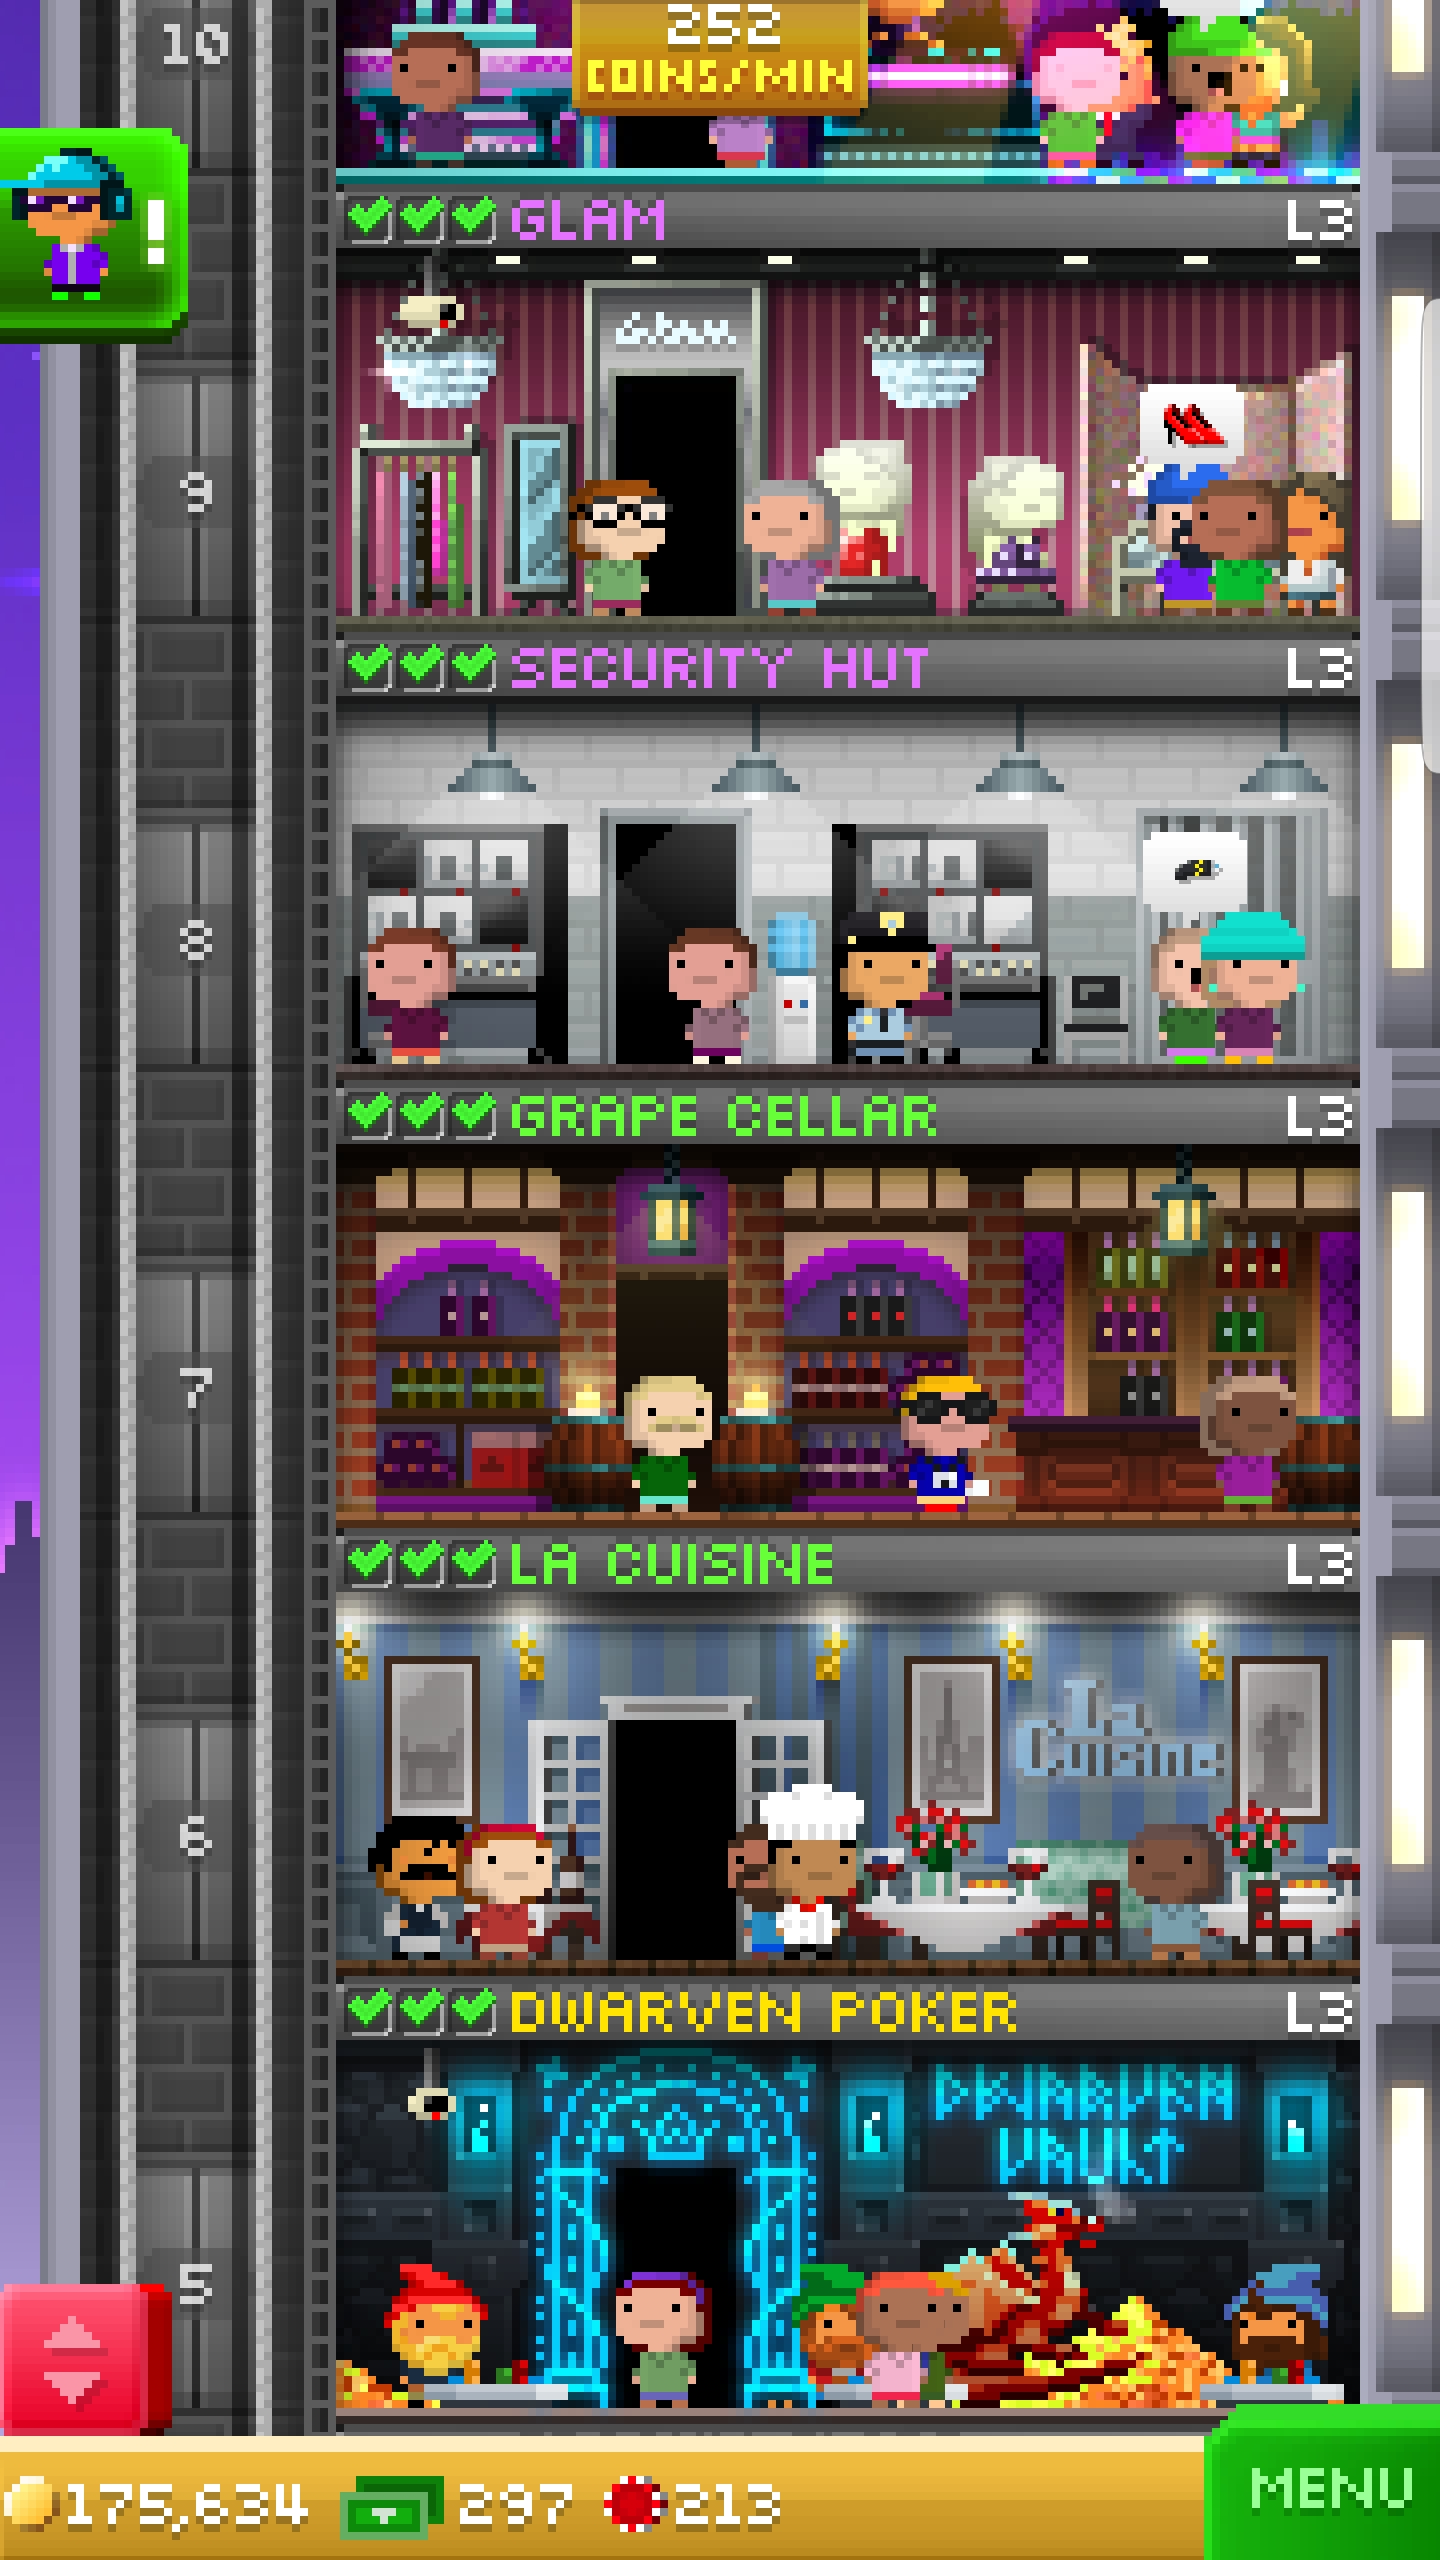 10
252
COINS/MIN
!
GLAM L3
Glam
9
SECURITY HUT L3
8
GRAPE CELLAR L3
7
LA CUISINE L3
La
Cuisine
6
DWARVEN POKER L3
DWARVEN
VAULT
5
175,634 297 213
MENU